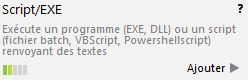 Script/EXE ?
Exécute un programme (EXE, DLL) ou un script
(fichier batch, VBScript, Powershellscript)
renvoyant des textes
Ajouter